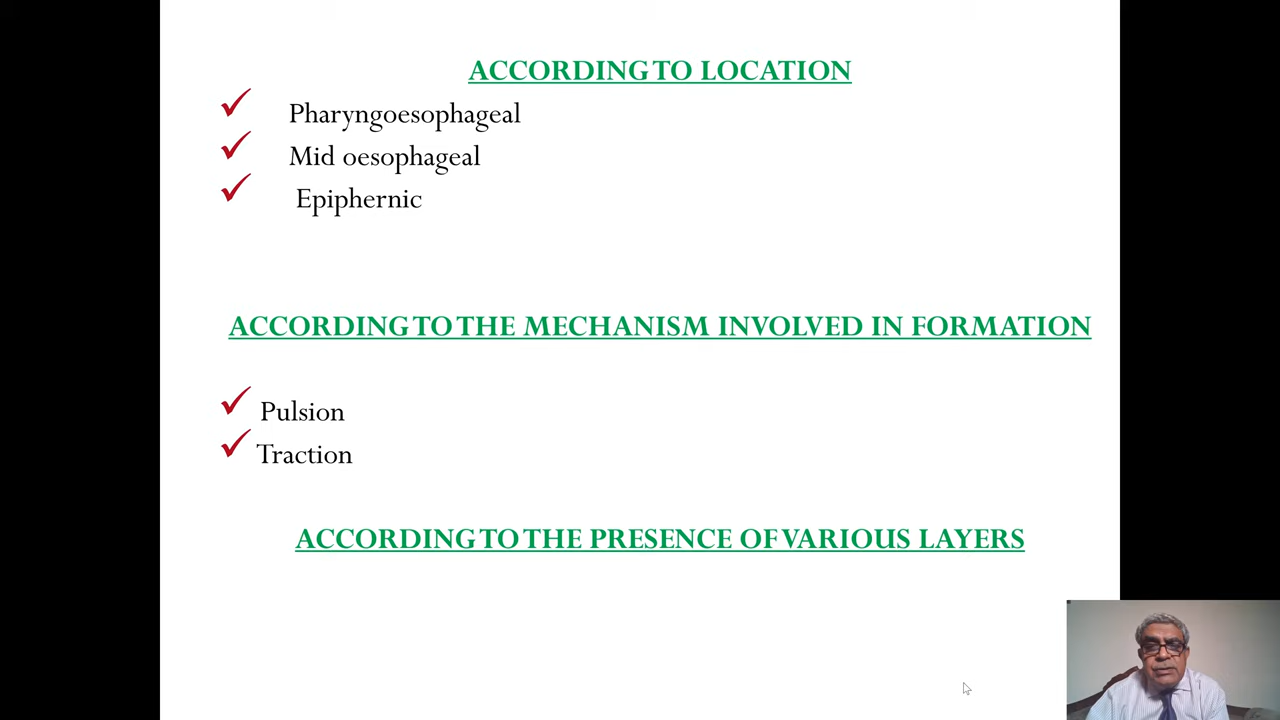 ACCORDING TO LOCATION
Pharyngoesophageal
Mid oesophageal
Epiphernic
ACCORDING TO THE MECHANISM INVOLVED IN FORMATION
Pulsion
Traction
ACCORDING TO THE PRESENCE OF VARIOUS LAYERS